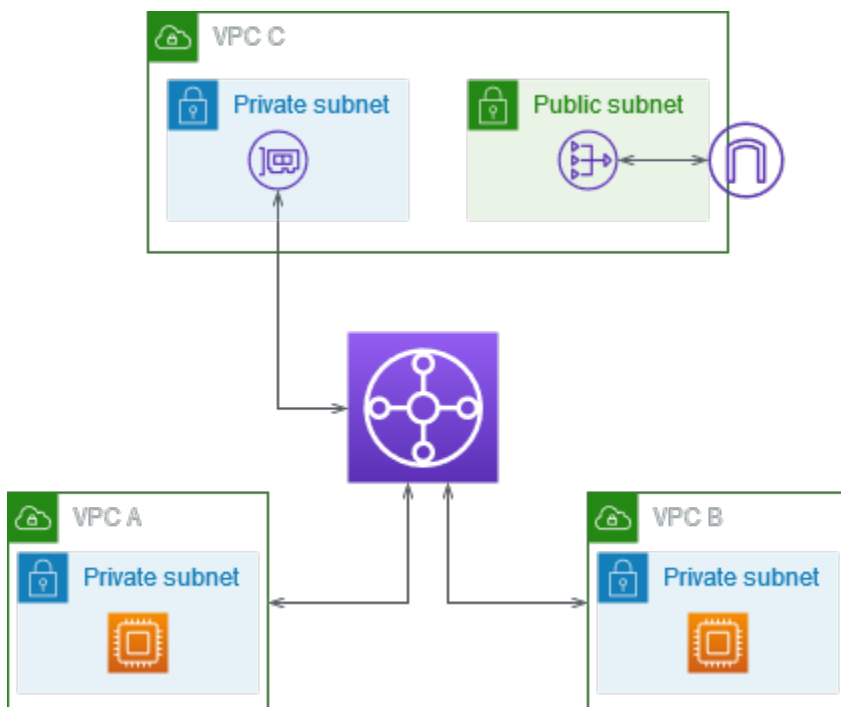 VPC C
Private subnet
Public subnet
VPC A
VPC B
Private subnet
Private subnet